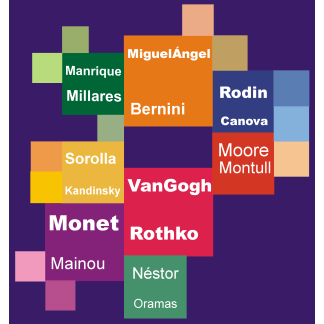 MiguelÁngel
Bernini
Manrique
Millares
Rodin
Canova
Sorolla
Kandinsky
VanGogh
Rothko
Moore
Montull
Monet
Mainou
Néstor
Oramas